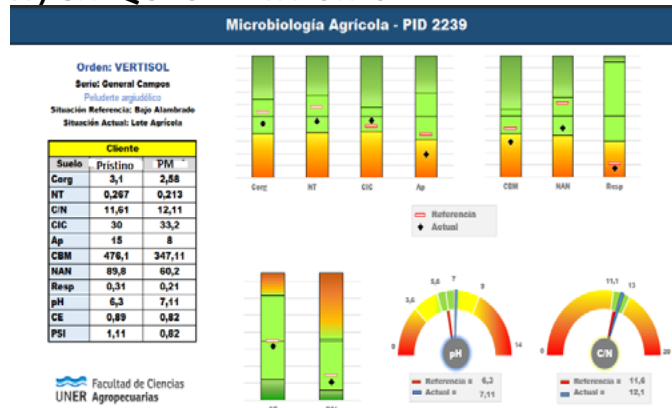 Microbiología Agrícola - PID 2239
Orden: VERTISOL
Serie: General Campos
Peluderte argiudólico
Situación Referencia: Bajo Alambrado
Situación Actual: Lote Agrícola
Cliente
Suelo Prístino PM
Corg 3,1 2,58
NT 0,267 0,213
C/N 11,61 12,11
CIC 30 33,2
Ap 15 8
CBM 476,1 347,11
NAN 89,8 60,2
Resp 0,31 0,21
pH 6,3 7,11
CE 0,89 0,82
PSI 1,11 0,82
UNER Facultad de Ciencias
Agropecuarias
Corg NT CIC Ap
CBM NAN Resp
Referencia
Actual
0 3,6 5,6 7 9 14
pH
Referencia = 6,3
Actual = 7,11
0 11,1 13 20
C/N
Referencia = 11,6
Actual = 12,1